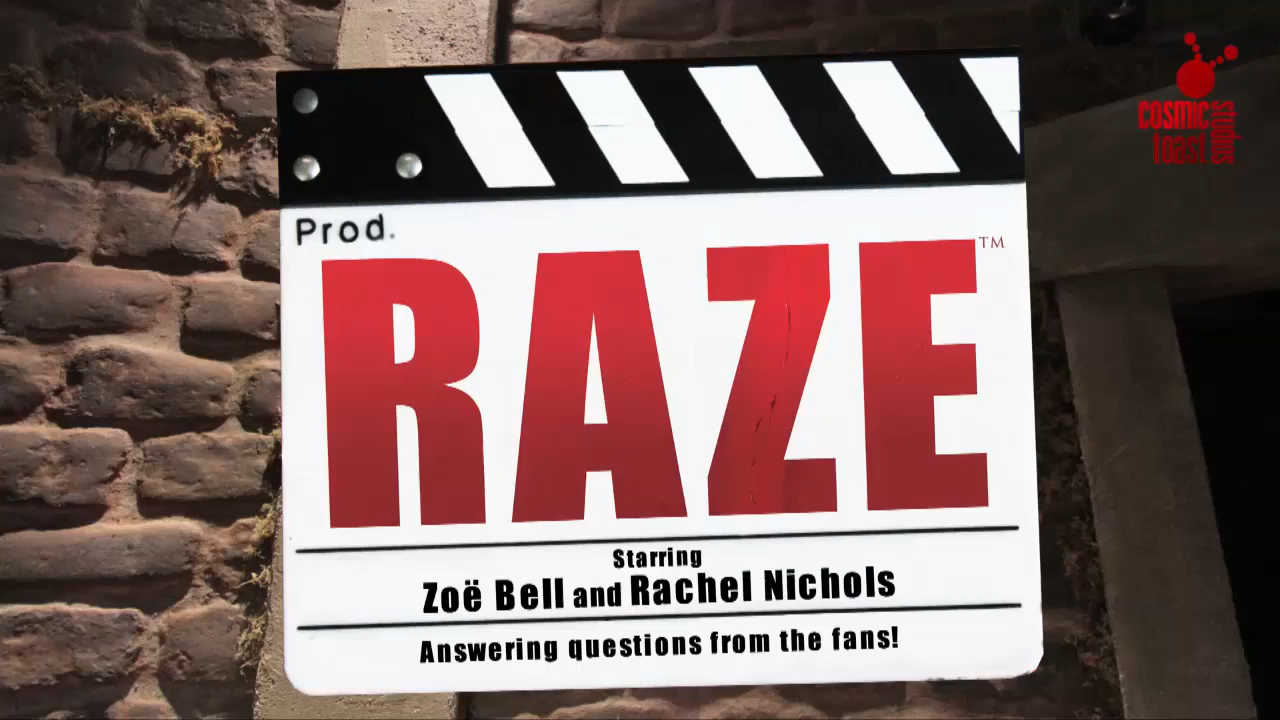 COSMIC
toast
studios
Prod.
RAZE™
Starring
Zoë Bell and Rachel Nichols
Answering questions from the fans!